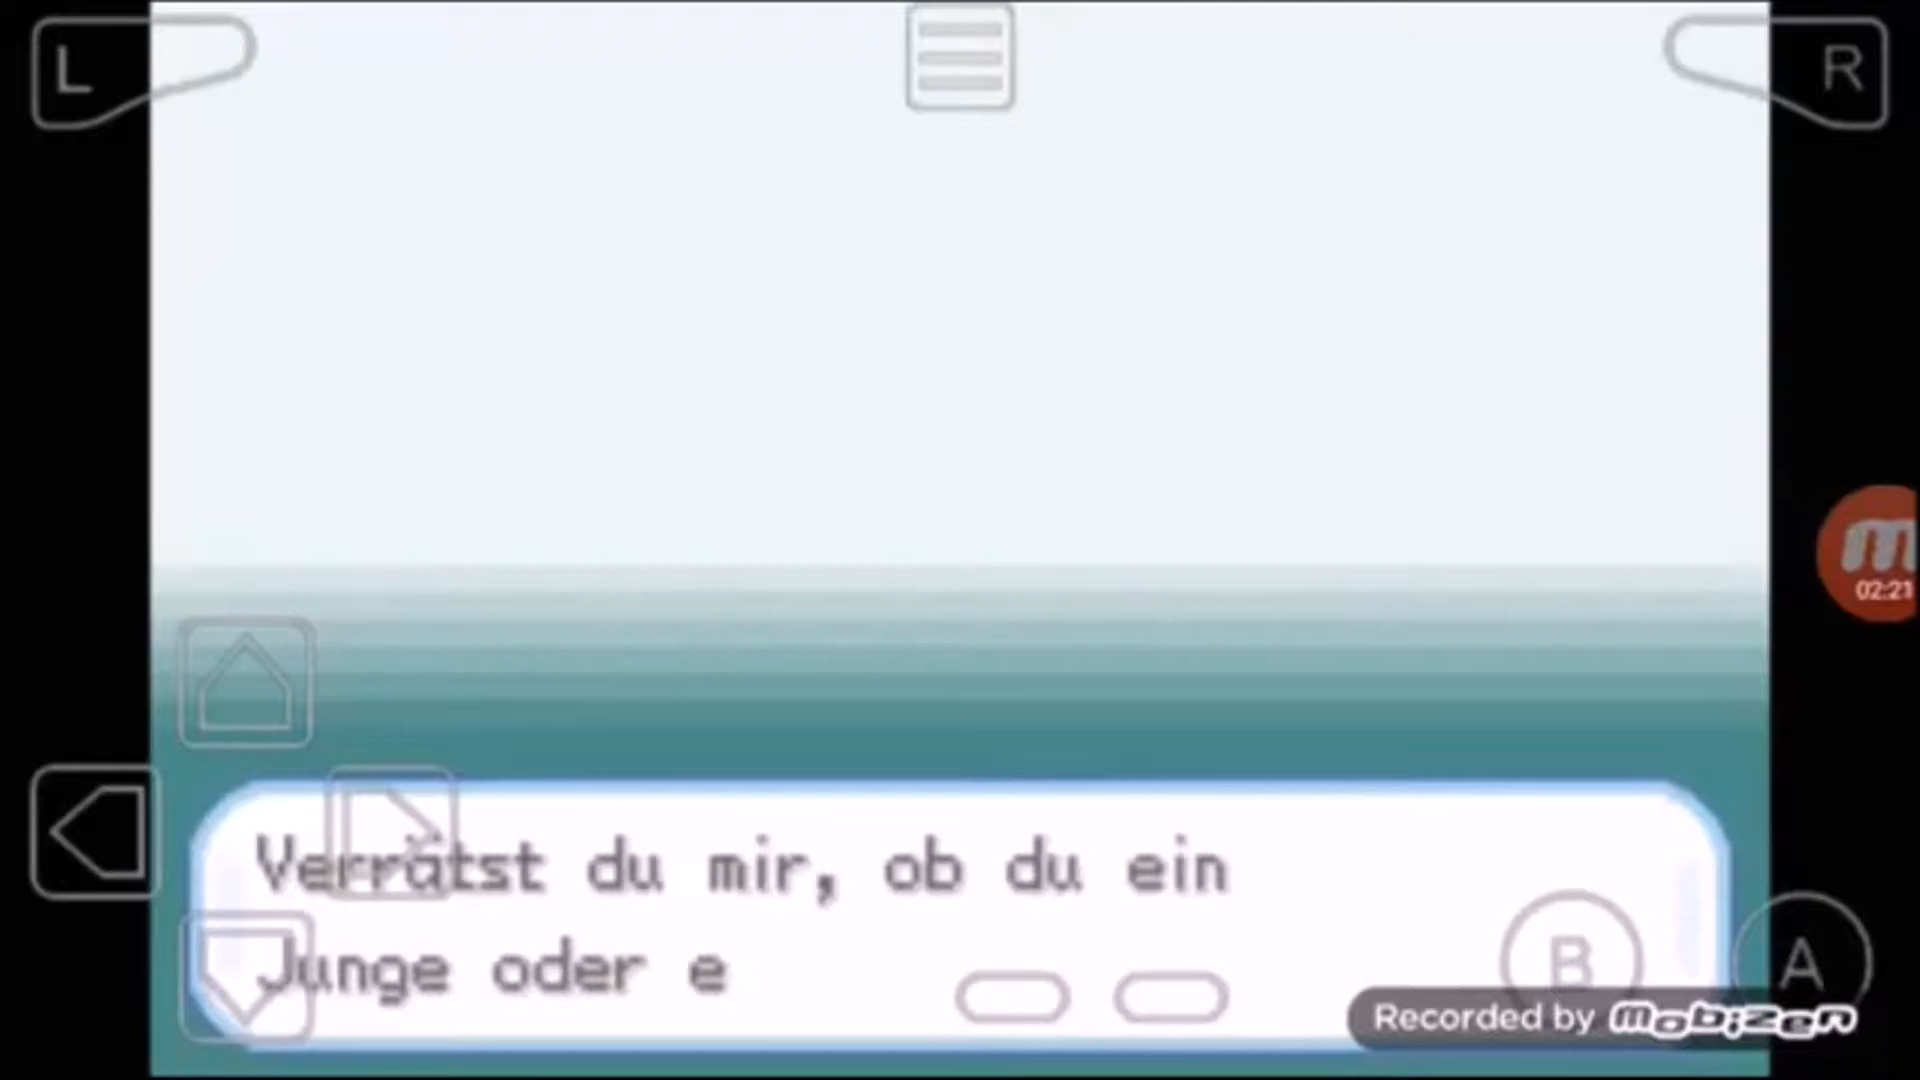 L
R
m
02:21
Verrätst du mir, ob du ein
Junge oder e
B
A
Recorded by mobizen